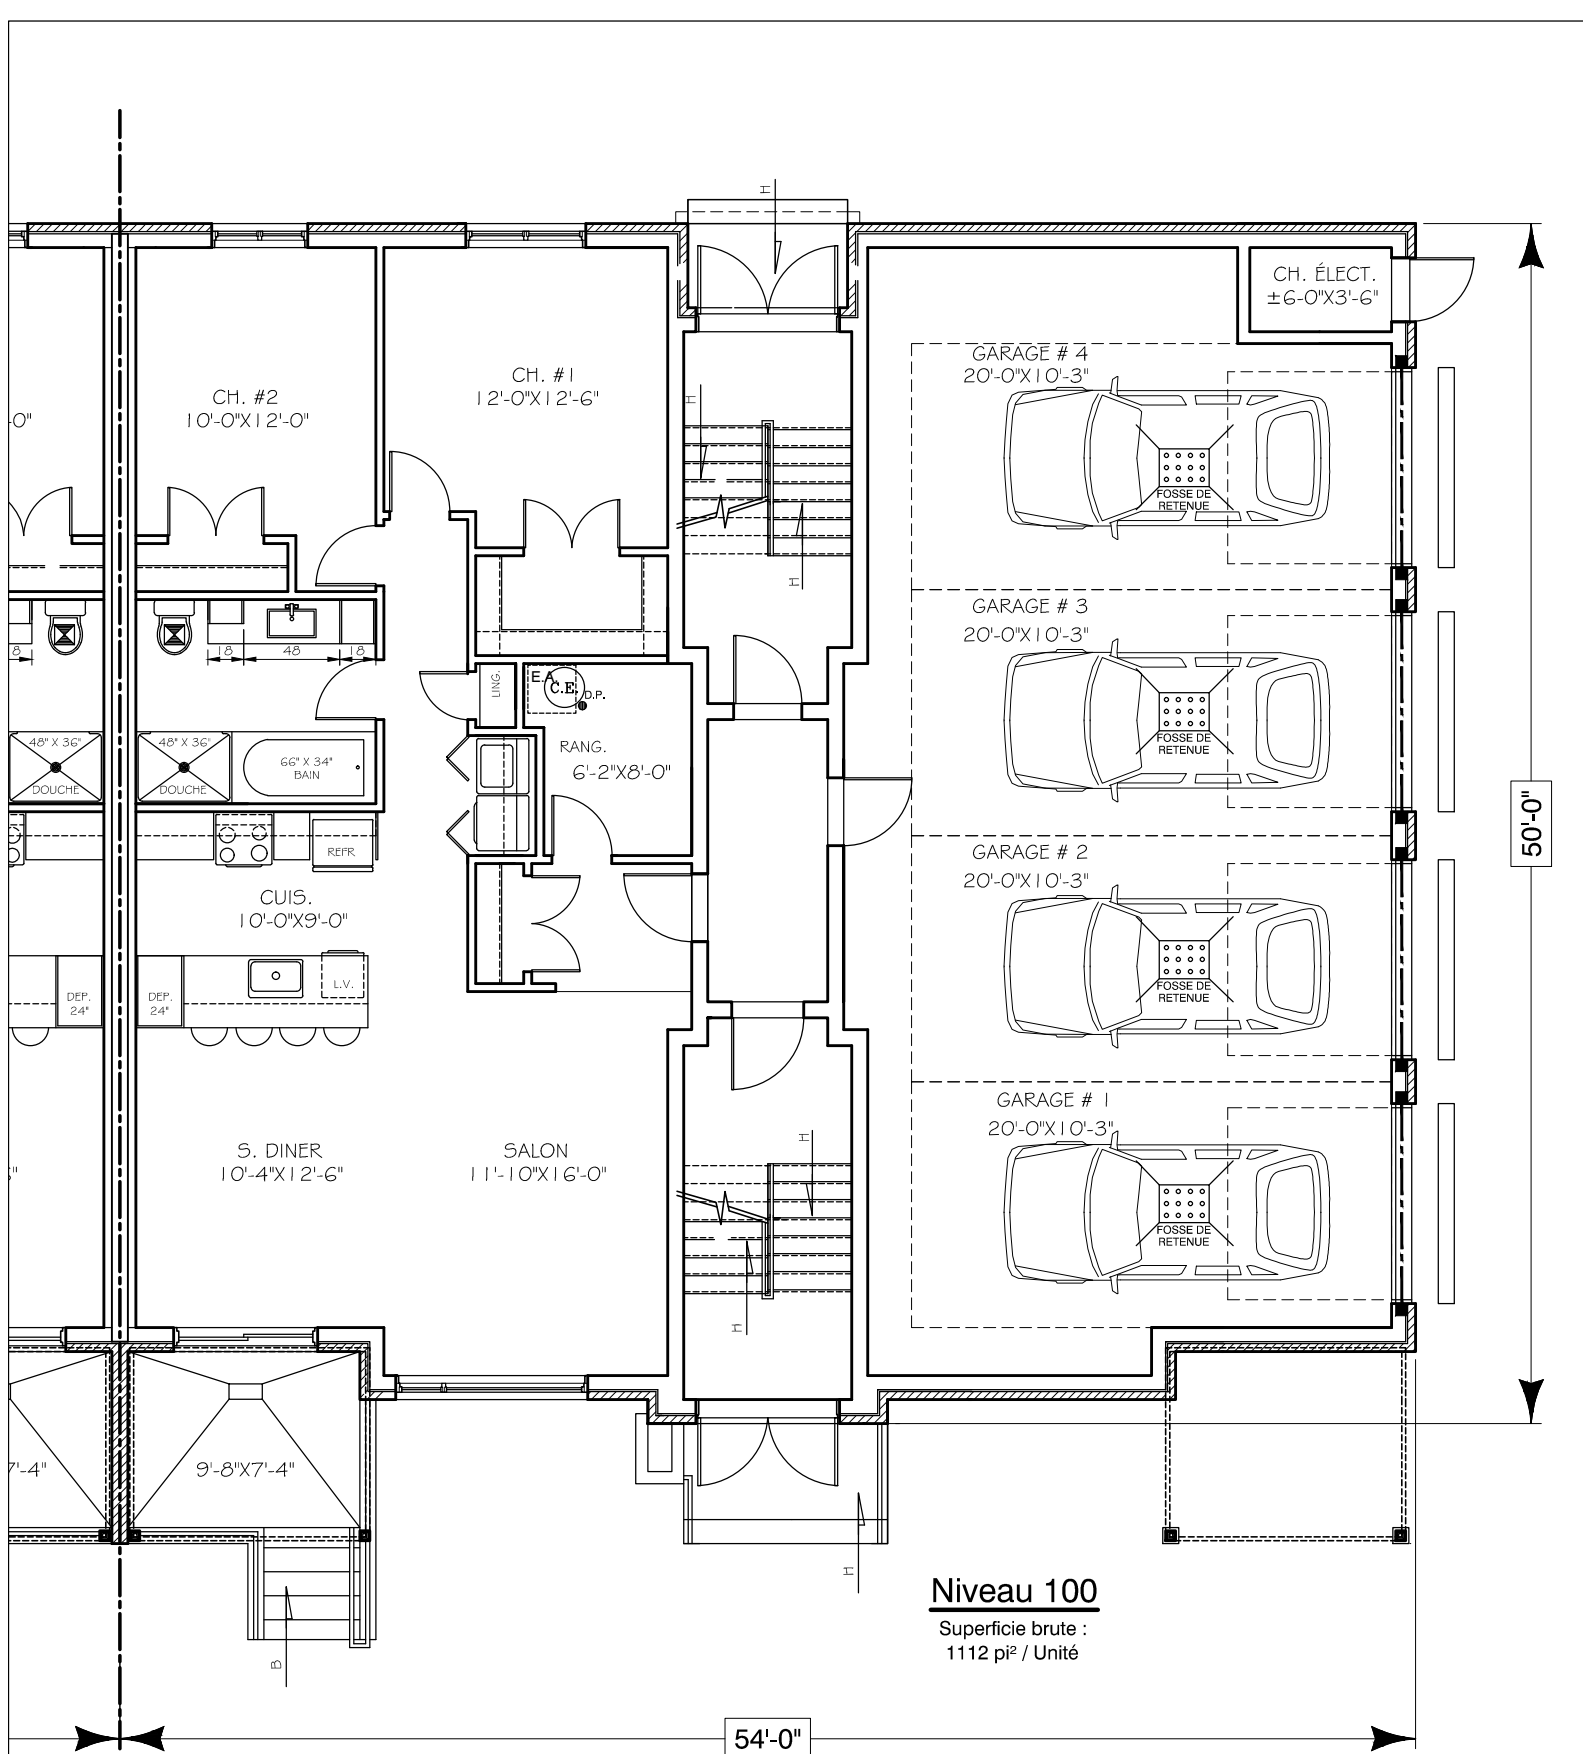 H
CH. ÉLECT.
±6-0"X3'-6"
GARAGE # 4
20'-0"X10'-3"
CH. #1
12'-0"X12'-6"
CH. #2
10'-0"X12'-0"
-0"
H
FOSSE DE
RETENUE
H
GARAGE # 3
20'-0"X10'-3"
8
18
48
18
LING.
E.A.
C.E.
D.P.
FOSSE DE
RETENUE
48" X 36"
DOUCHE
48" X 36"
DOUCHE
66" X 34"
BAIN
RANG.
6'-2"X8'-0"
50'-0"
REFR
GARAGE # 2
20'-0"X10'-3"
CUIS.
10'-0"X9'-0"
FOSSE DE
RETENUE
DEP.
24"
DEP.
24"
L.V.
GARAGE # 1
20'-0"X10'-3"
S. DINER
10'-4"X12'-6"
SALON
11'-10"X16'-0"
H
FOSSE DE
RETENUE
H
7'-4"
9'-8"X7'-4"
H
Niveau 100
Superficie brute :
1112 pi² / Unité
B
54'-0"